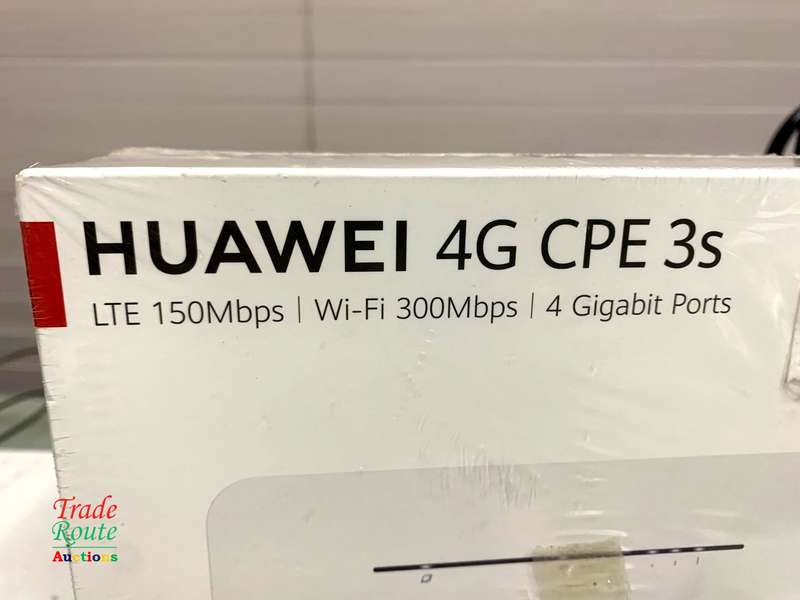 HUAWEI 4G CPE 3s
LTE 150Mbps | Wi-Fi 300Mbps | 4 Gigabit Ports
Trade
Route
Auctions